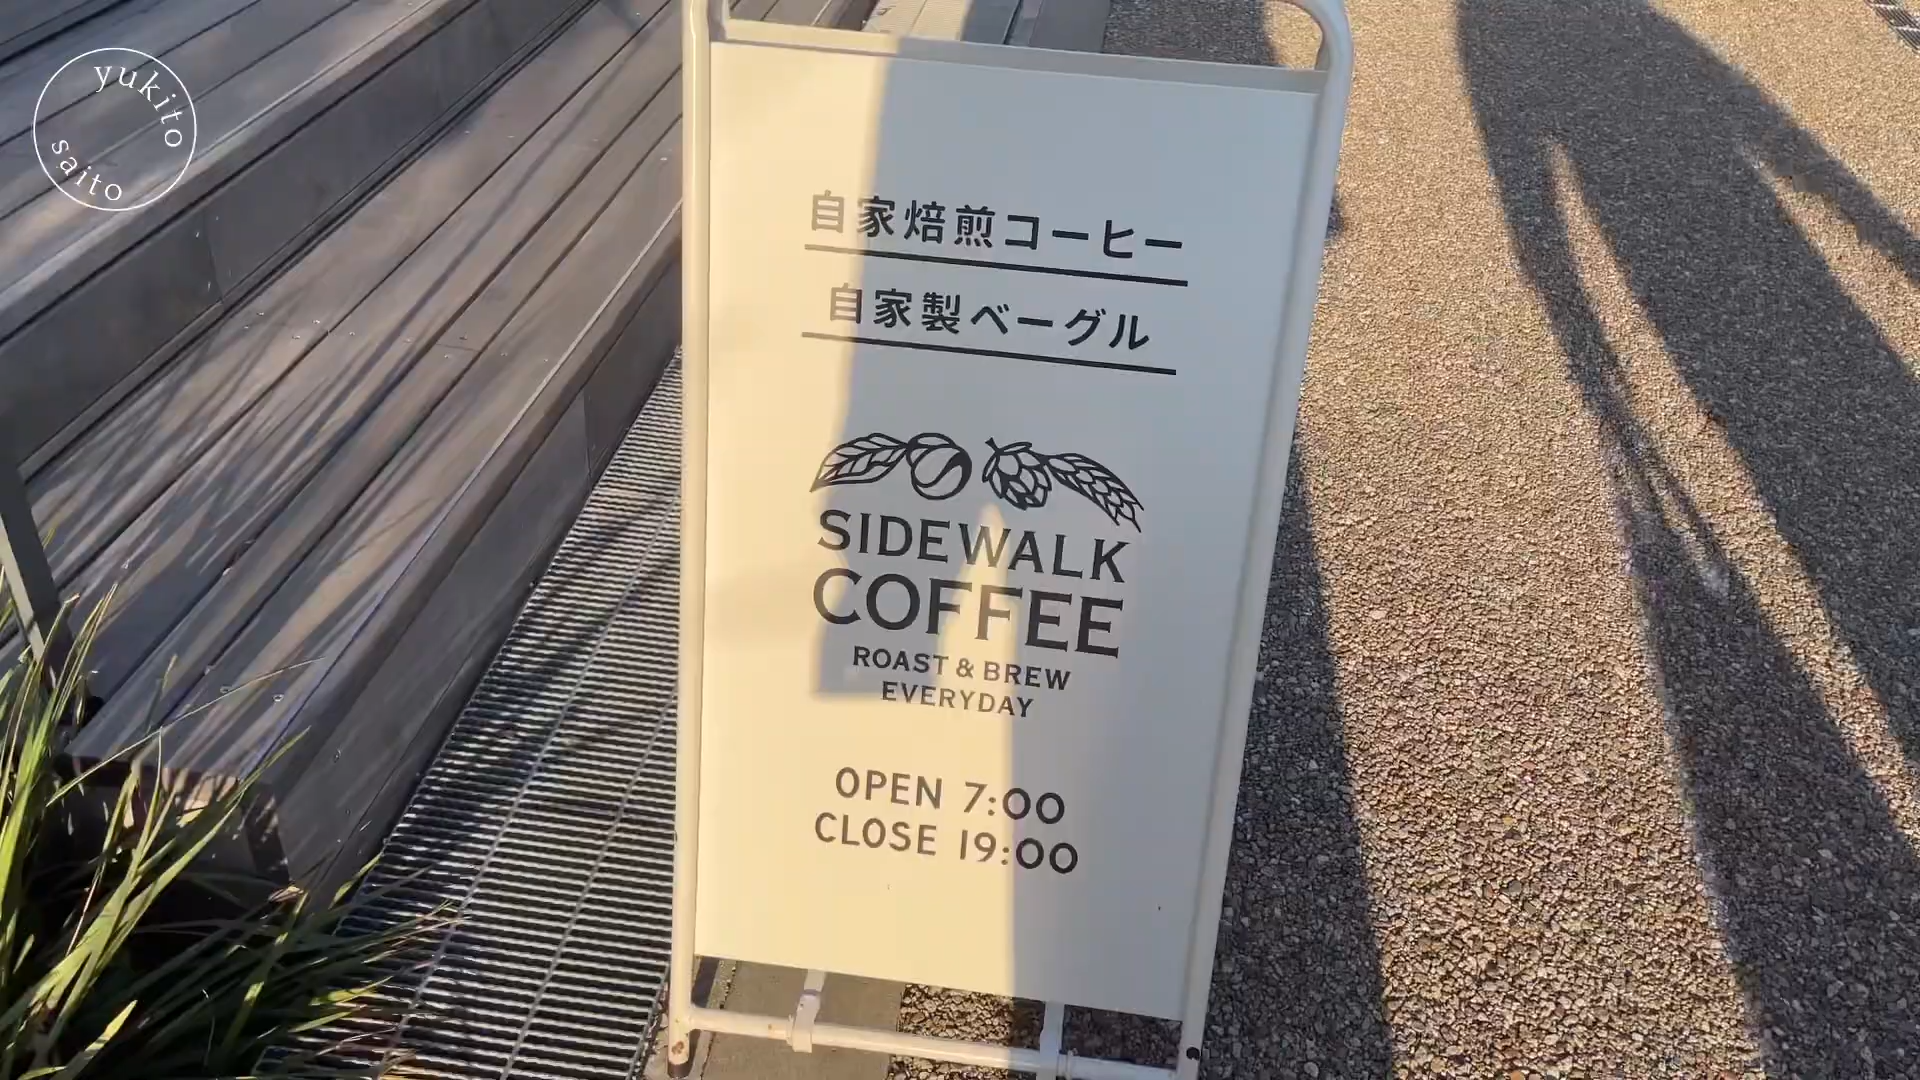 yukito
saito
自家焙煎コーヒー
自家製ベーグル
SIDEWALK
COFFEE
ROAST & BREW
EVERYDAY
OPEN 7:00
CLOSE 19:00